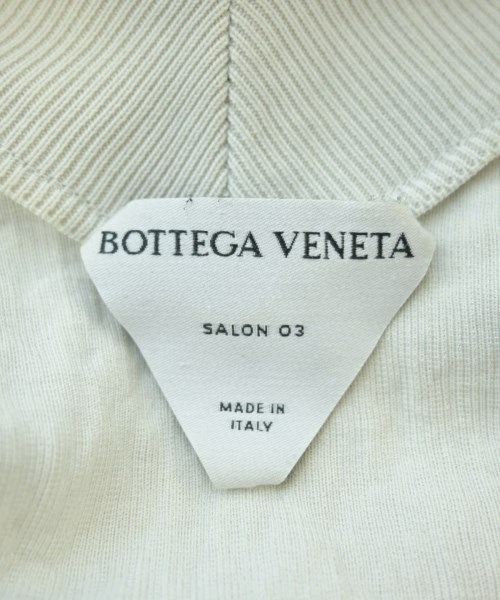 BOTTEGA VENETA
SALON 03
MADE IN
ITALY